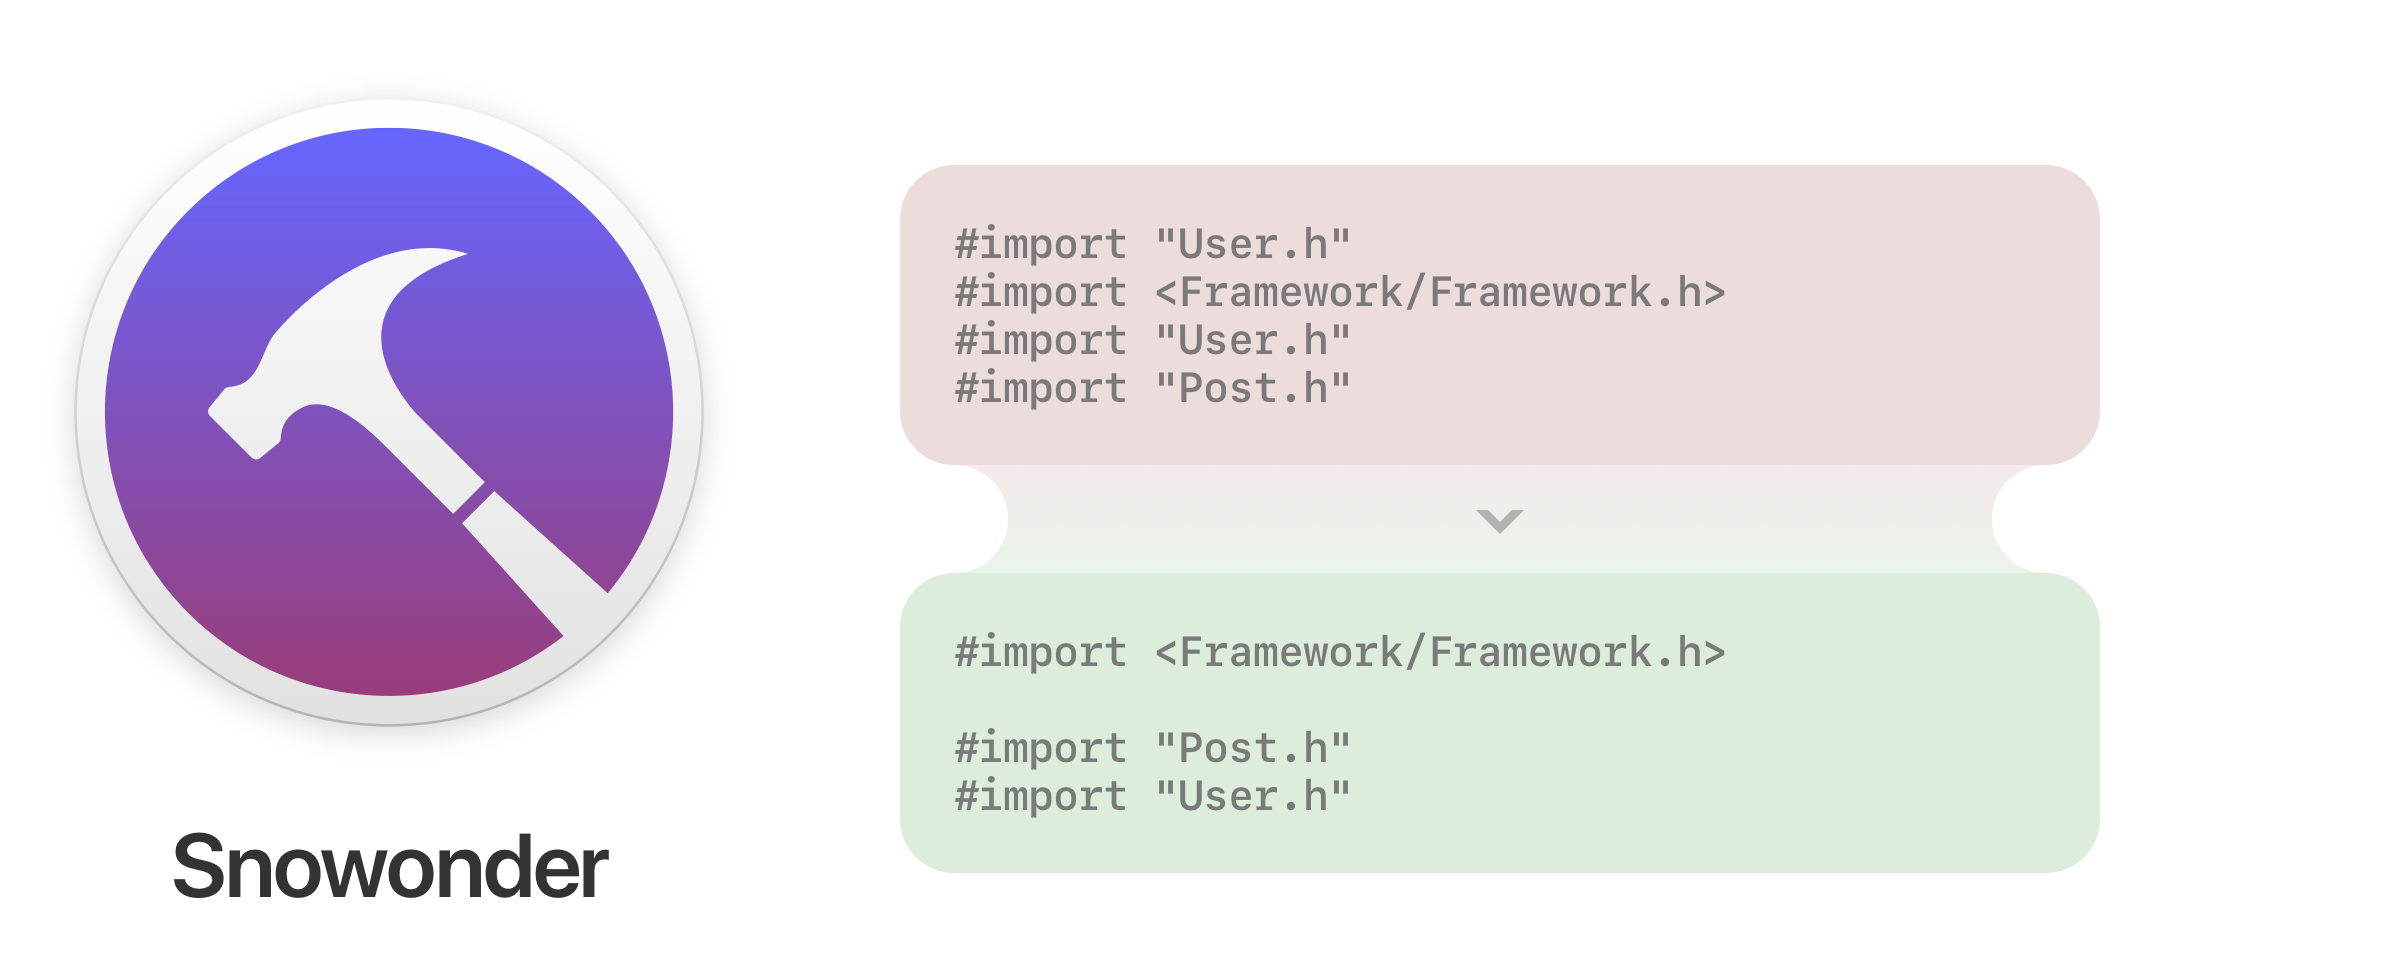 Snowonder
#import "User.h"
#import <Framework/Framework.h>
#import "User.h"
#import "Post.h"
#import <Framework/Framework.h>
#import "Post.h"
#import "User.h"